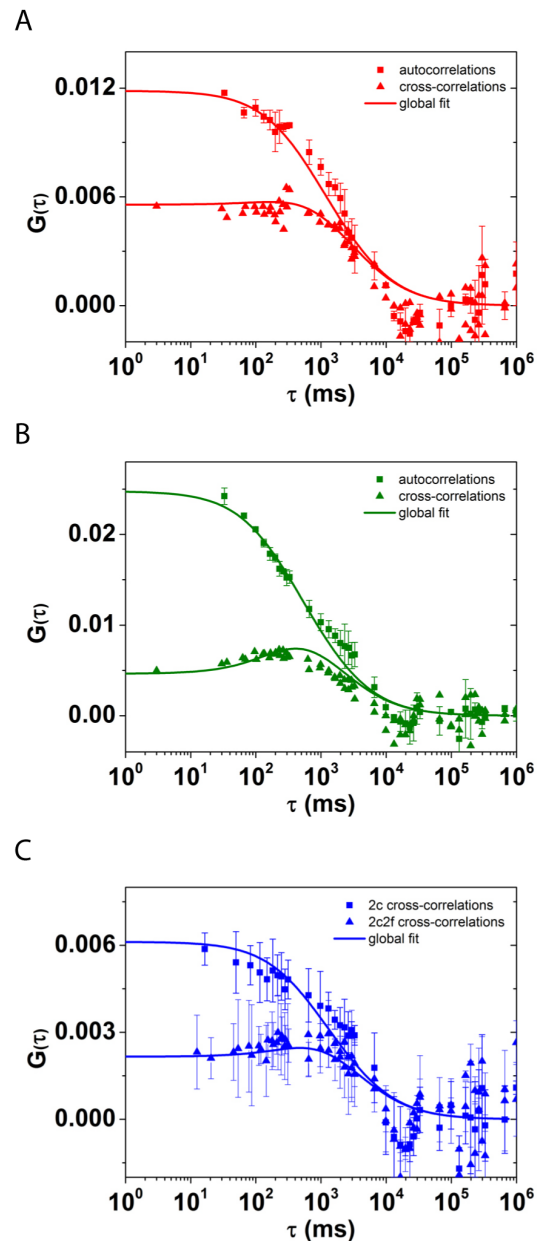 A
autocorrelations
cross-correlations
global fit
0.012
0.006
0.000
G(τ)
10⁰ 10¹ 10² 10³ 10⁴ 10⁵ 10⁶
τ (ms)
B
autocorrelations
cross-correlations
global fit
0.02
0.01
0.00
G(τ)
10⁰ 10¹ 10² 10³ 10⁴ 10⁵ 10⁶
τ (ms)
C
2c cross-correlations
2c2f cross-correlations
global fit
0.006
0.003
0.000
G(τ)
10⁰ 10¹ 10² 10³ 10⁴ 10⁵ 10⁶
τ (ms)